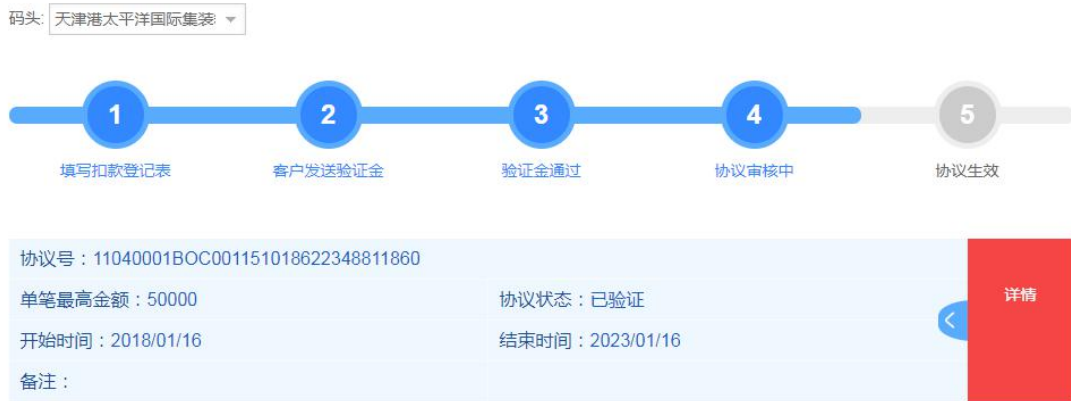 码头: 天津港太平洋国际集装
1 2 3 4 5
填写扣款登记表 客户发送验证金 验证金通过 协议审核中 协议生效
协议号：11040001BOC001151018622348811860
单笔最高金额：50000 协议状态：已验证 详情
开始时间：2018/01/16 结束时间：2023/01/16
备注：